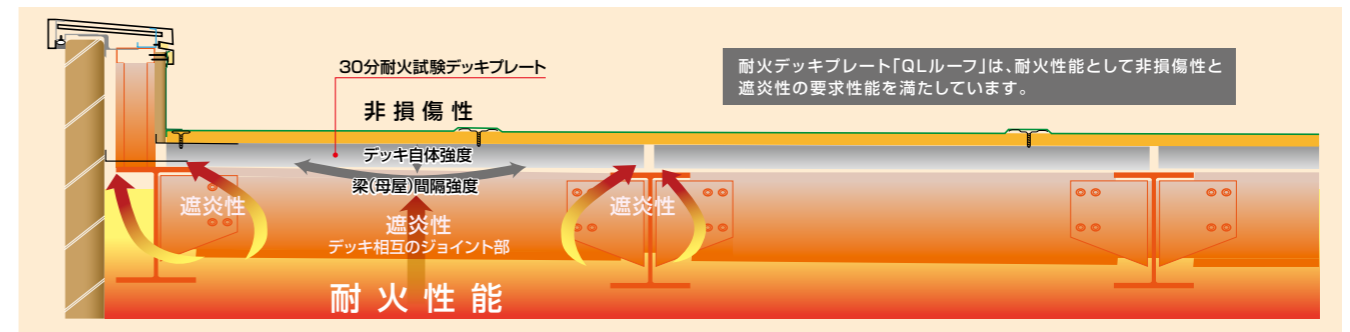 30分耐火試験デッキプレート
耐火デッキプレート「QLルーフ」は、耐火性能として非損傷性と
遮炎性の要求性能を満たしています。
非損傷性
デッキ自体強度
梁(母屋)間隔強度
遮炎性
遮炎性
デッキ相互のジョイント部
遮炎性
耐火性能